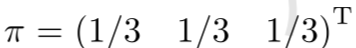 π = (1/3 1/3 1/3)ᵀ